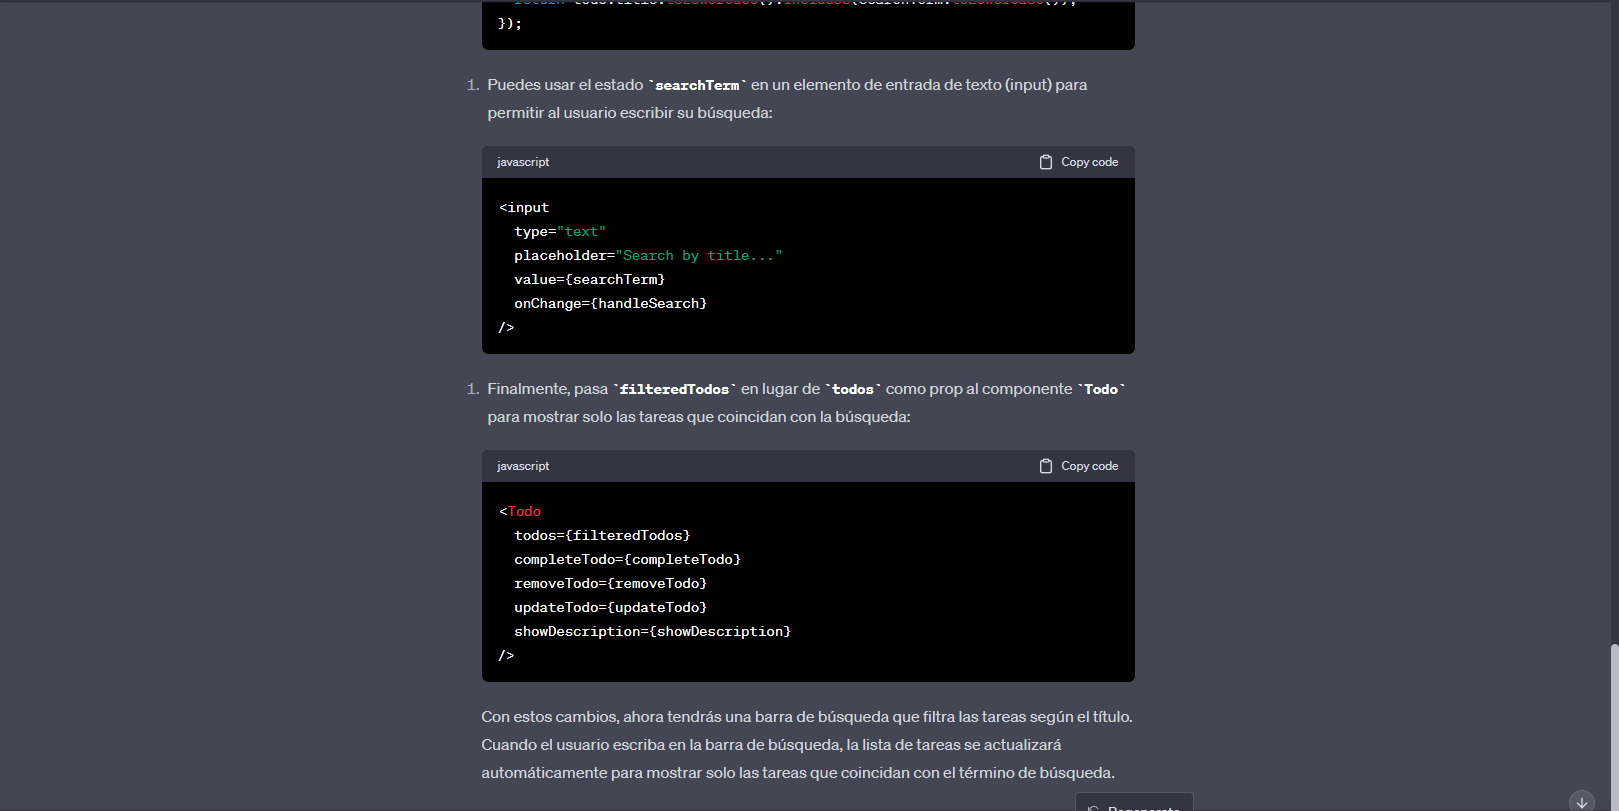 });
1. Puedes usar el estado `searchTerm` en un elemento de entrada de texto (input) para
permitir al usuario escribir su búsqueda:
javascript Copy code
<input
type="text"
placeholder="Search by title..."
value={searchTerm}
onChange={handleSearch}
/>
1. Finalmente, pasa `filteredTodos` en lugar de `todos` como prop al componente `Todo`
para mostrar solo las tareas que coincidan con la búsqueda:
javascript Copy code
<Todo
todos={filteredTodos}
completeTodo={completeTodo}
removeTodo={removeTodo}
updateTodo={updateTodo}
showDescription={showDescription}
/>
Con estos cambios, ahora tendrás una barra de búsqueda que filtra las tareas según el título.
Cuando el usuario escriba en la barra de búsqueda, la lista de tareas se actualizará
automáticamente para mostrar solo las tareas que coincidan con el término de búsqueda.